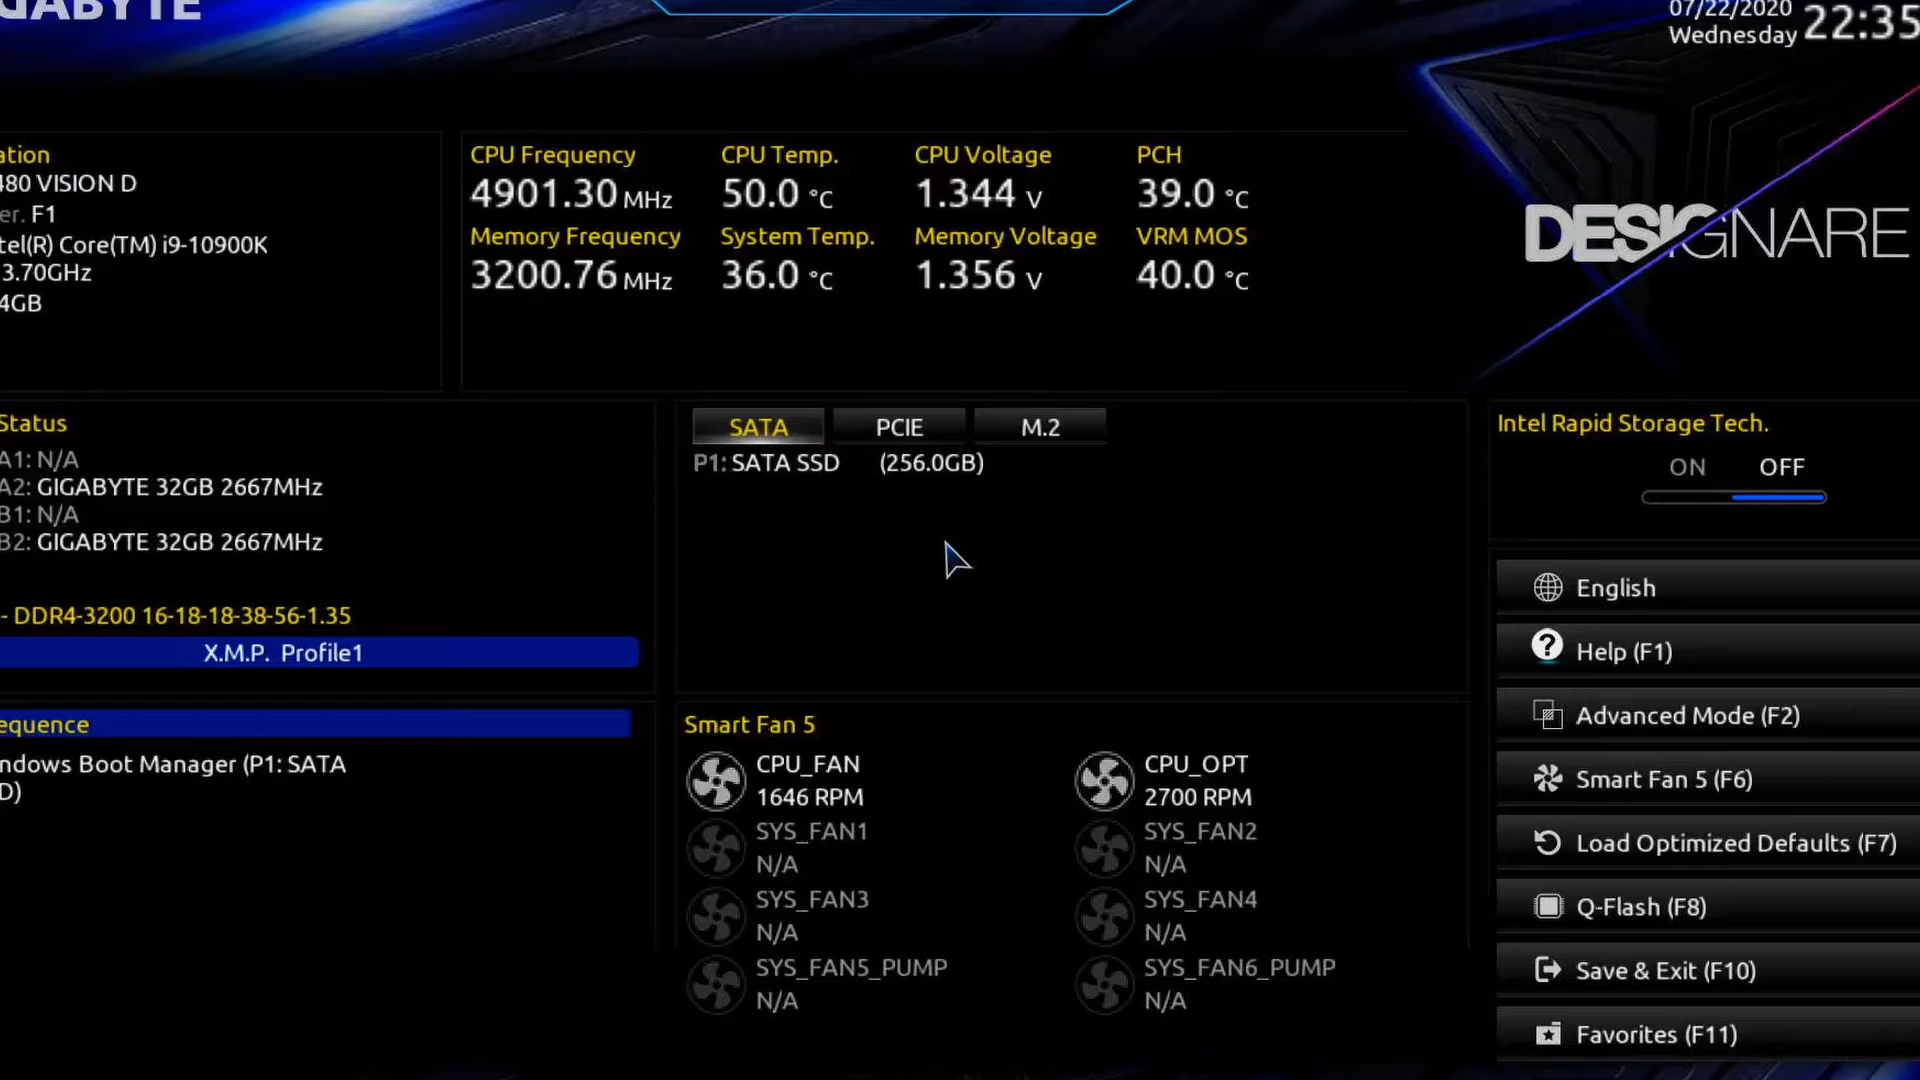 GABYTE
07/22/2020
Wednesday 22:35
ation
480 VISION D
er. F1
tel(R) Core(TM) i9-10900K
3.70GHz
4GB
CPU Frequency
4901.30 MHz
CPU Temp.
50.0 °C
CPU Voltage
1.344 V
PCH
39.0 °C
Memory Frequency
3200.76 MHz
System Temp.
36.0 °C
Memory Voltage
1.356 V
VRM MOS
40.0 °C
DESIGNARE
Status
A1: N/A
A2: GIGABYTE 32GB 2667MHz
B1: N/A
B2: GIGABYTE 32GB 2667MHz
- DDR4-3200 16-18-18-38-56-1.35
X.M.P. Profile1
SATA PCIE M.2
P1: SATA SSD (256.0GB)
Intel Rapid Storage Tech.
ON OFF
equence
ndows Boot Manager (P1: SATA
D)
Smart Fan 5
CPU_FAN
1646 RPM
CPU_OPT
2700 RPM
SYS_FAN1
N/A
SYS_FAN2
N/A
SYS_FAN3
N/A
SYS_FAN4
N/A
SYS_FAN5_PUMP
N/A
SYS_FAN6_PUMP
N/A
English
Help (F1)
Advanced Mode (F2)
Smart Fan 5 (F6)
Load Optimized Defaults (F7)
Q-Flash (F8)
Save & Exit (F10)
Favorites (F11)